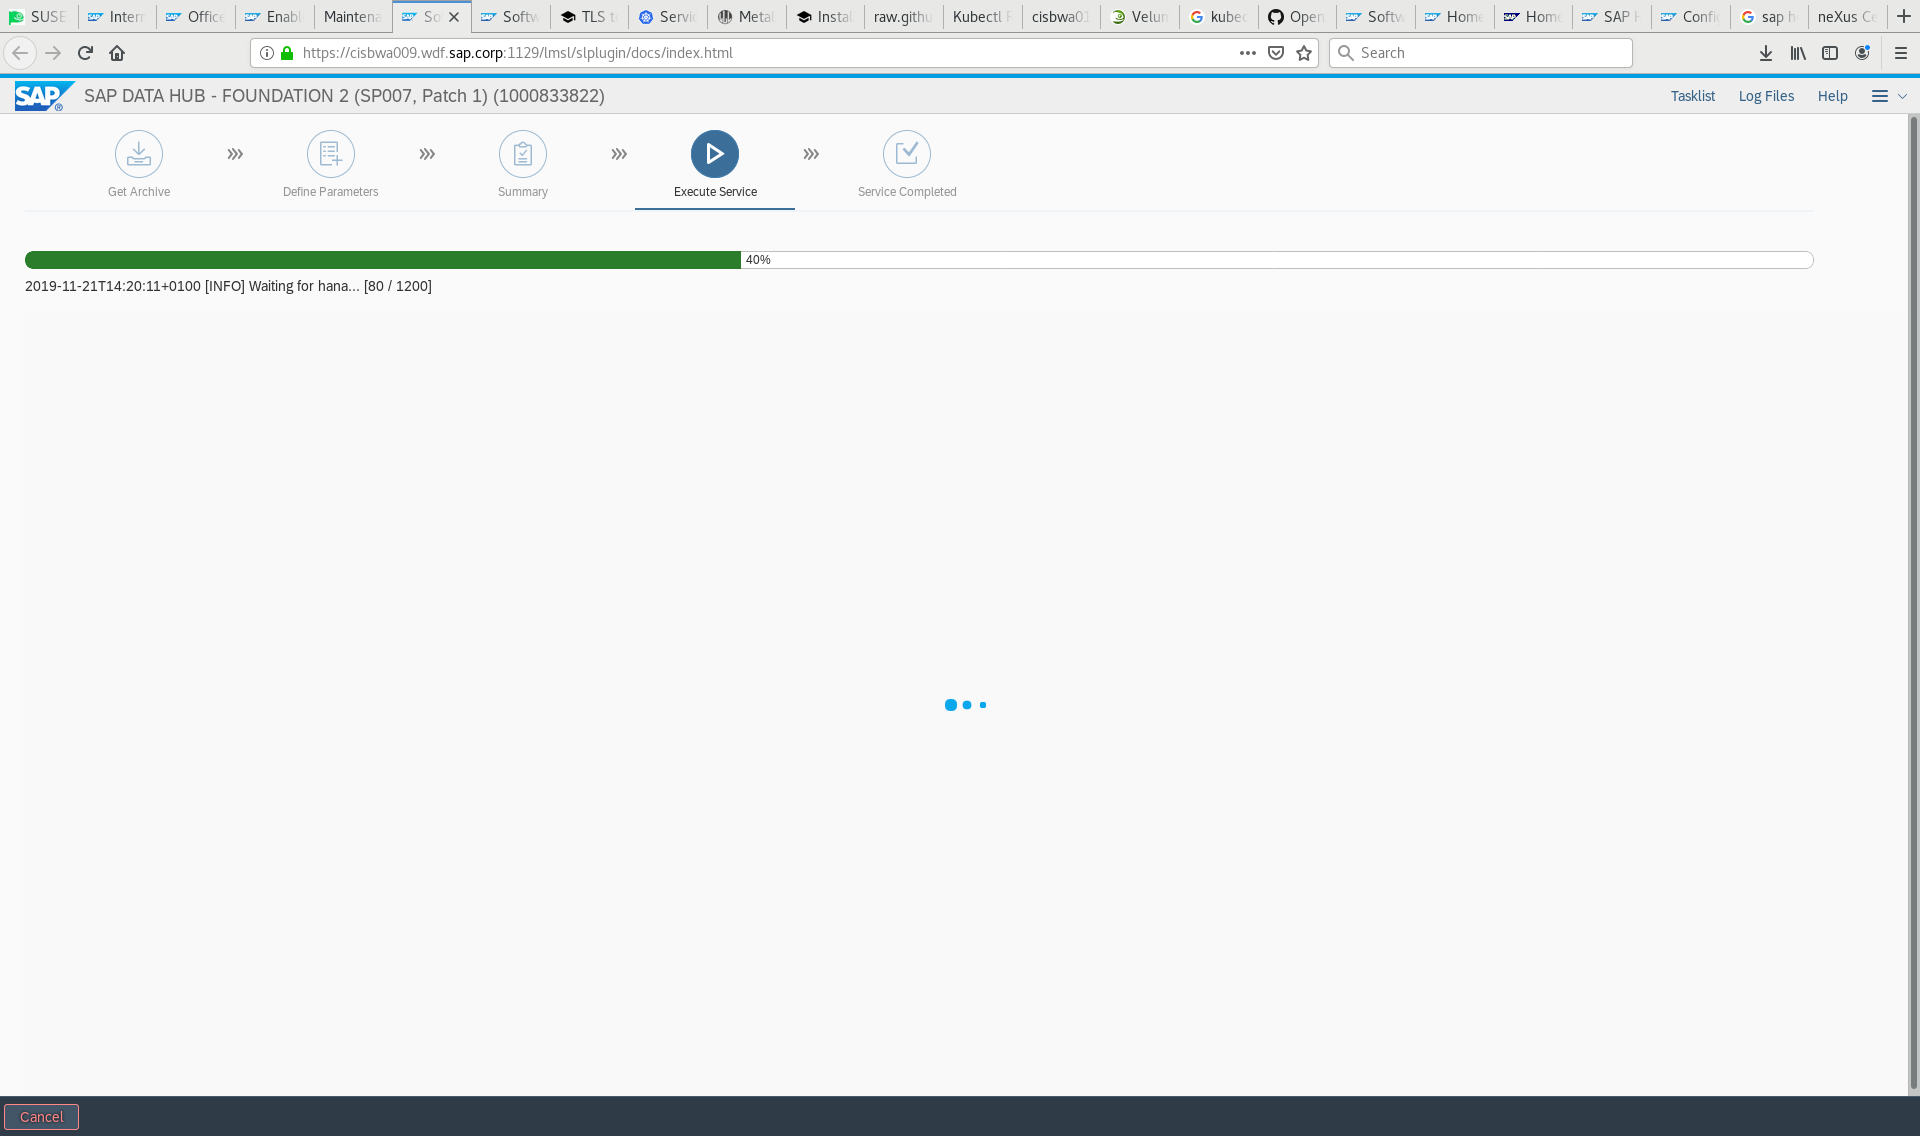 SUSE
Intern
Office
Enabl
Maintena
So
Softw
TLS t
Servi
Metal
Instal
raw.githu
Kubectl
cisbwa01
Velun
kubec
Open
Softw
Home
Home
SAP
Confi
sap h
neXus Ce
https://cisbwa009.wdf.sap.corp:1129/lmsl/slplugin/docs/index.html
Search
SAP ® SAP DATA HUB - FOUNDATION 2 (SP007, Patch 1) (1000833822)
Tasklist
Log Files
Help
Get Archive
Define Parameters
Summary
Execute Service
Service Completed
40%
2019-11-21T14:20:11+0100 [INFO] Waiting for hana... [80 / 1200]
Cancel